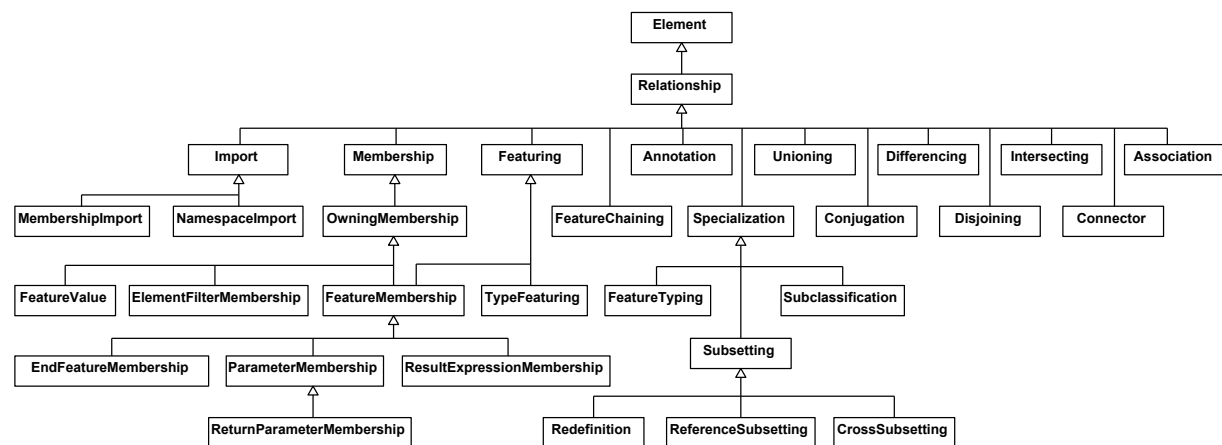 Element
Relationship
Import
Membership
Featuring
Annotation
Unioning
Differencing
Intersecting
Association
MembershipImport
NamespaceImport
OwningMembership
FeatureChaining
Specialization
Conjugation
Disjoining
Connector
FeatureValue
ElementFilterMembership
FeatureMembership
TypeFeaturing
FeatureTyping
Subclassification
EndFeatureMembership
ParameterMembership
ResultExpressionMembership
Subsetting
ReturnParameterMembership
Redefinition
ReferenceSubsetting
CrossSubsetting